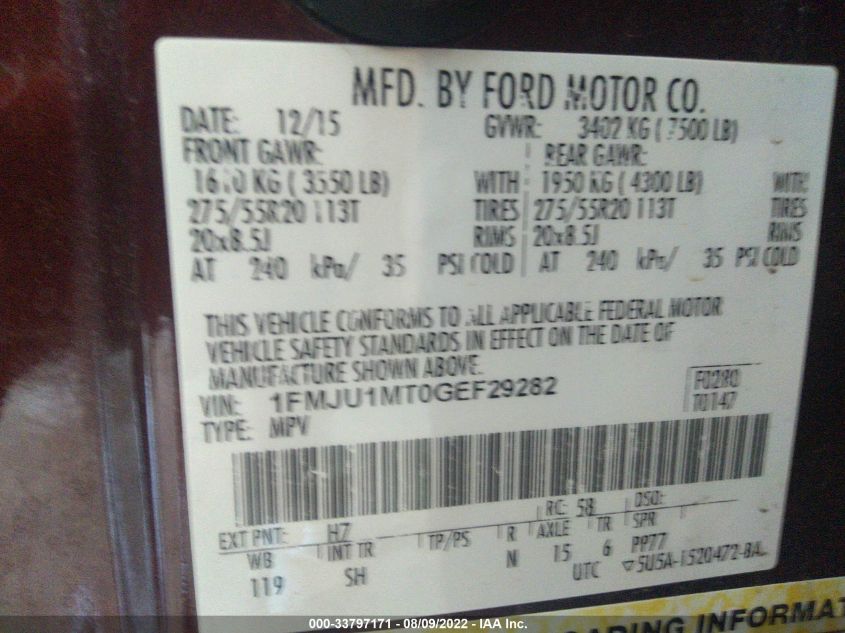 MFD. BY FORD MOTOR CO.
DATE: 12/15 GVWR: 3402 KG ( 7500 LB)
FRONT GAWR: REAR GAWR:
1610 KG ( 3550 LB) WITH 1950 KG ( 4300 LB) WITH
275/55R20 113T TIRES 275/55R20 113T TIRES
20x8.5J RIMS 20x8.5J RIMS
AT 240 kPa/ 35 PSI COLD AT 240 kPa/ 35 PSI COLD
THIS VEHICLE CONFORMS TO ALL APPLICABLE FEDERAL MOTOR
VEHICLE SAFETY STANDARDS IN EFFECT ON THE DATE OF
MANUFACTURE SHOWN ABOVE.
VIN: 1FMJU1MT0GEF29282 F0280
TYPE: MPV T0147
RC: 58 DSO:
EXT PNT: HZ
WB INT TR TP/PS R AXLE TR SPR
119 SH N 15 6 PP77
UTC ▽5U5A-1520472-BA
LOADING INFORMAT
000-33797171 - 08/09/2022 - IAA Inc.